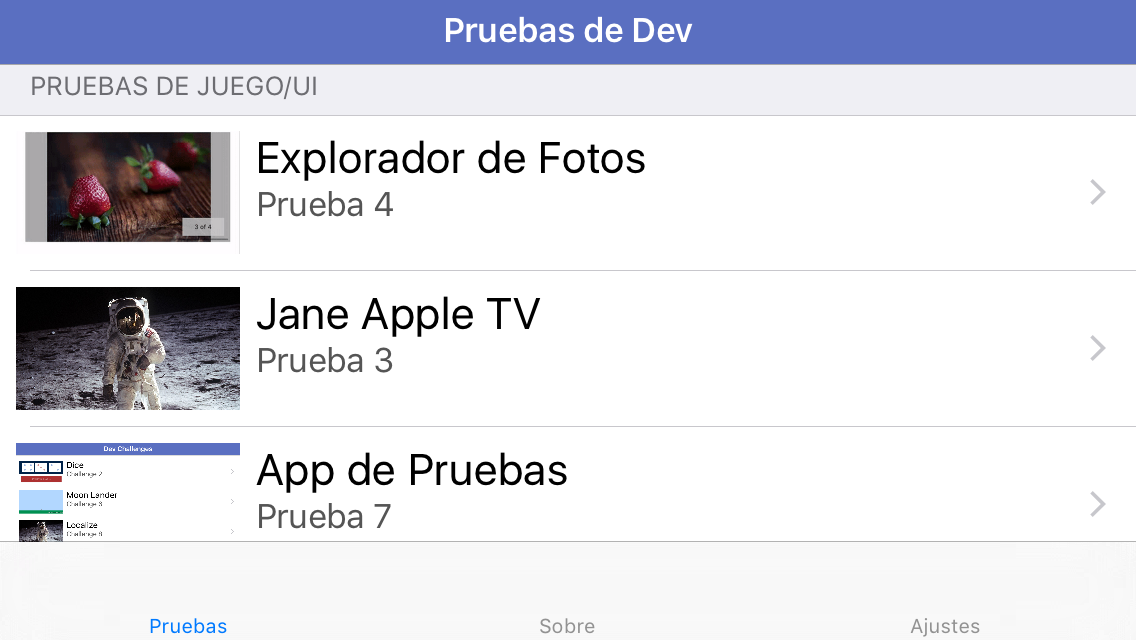 Pruebas de Dev
PRUEBAS DE JUEGO/UI
3 of 4
Explorador de Fotos
Prueba 4
Jane Apple TV
Prueba 3
Dev Challenges
Dice
Challenge 2
Moon Lander
Challenge 6
Localize
Challenge 8
App de Pruebas
Prueba 7
Pruebas
Sobre
Ajustes